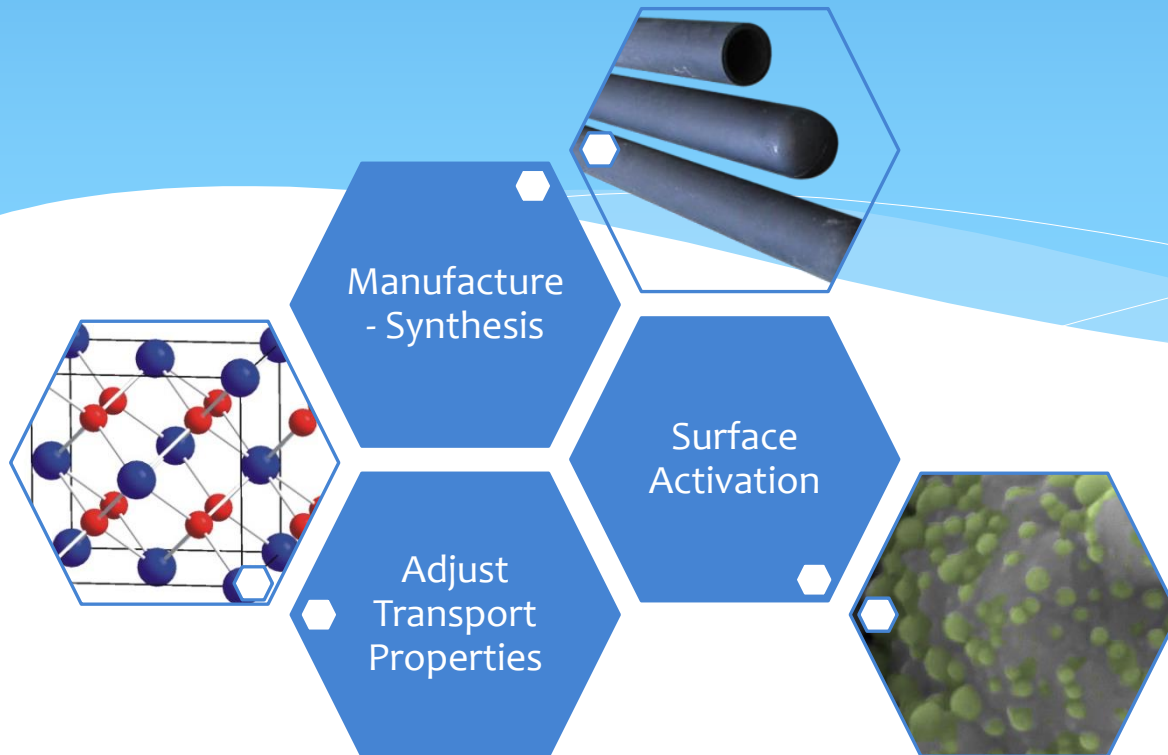 Manufacture
- Synthesis
Surface
Activation
Adjust
Transport
Properties